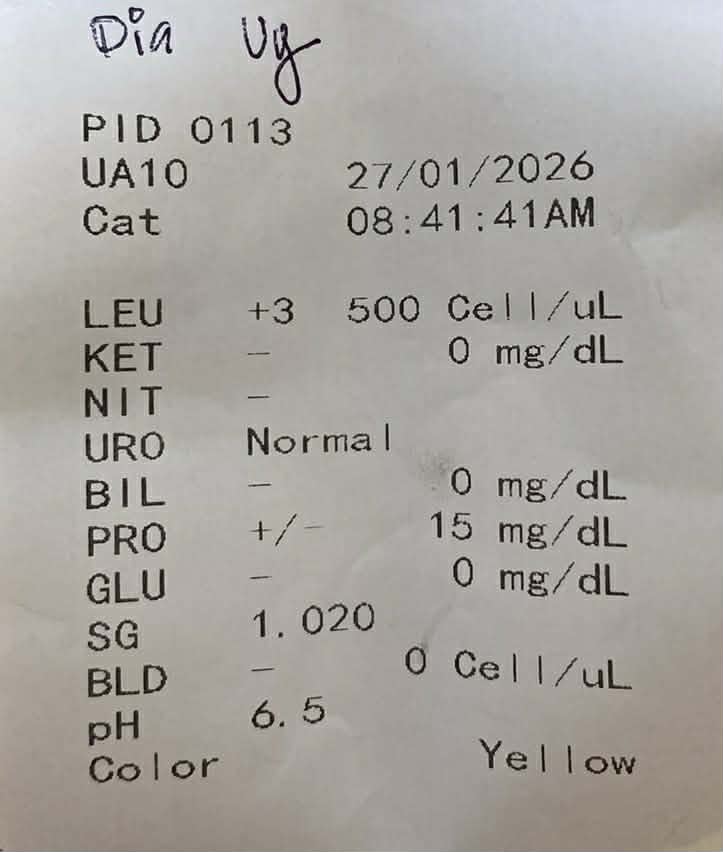 Dia Uy
PID 0113
UA10 27/01/2026
Cat 08:41:41AM
LEU +3 500 Cell/uL
KET - 0 mg/dL
NIT -
URO Normal
BIL - 0 mg/dL
PRO +/- 15 mg/dL
GLU - 0 mg/dL
SG 1.020
BLD - 0 Cell/uL
pH 6.5
Color Yellow